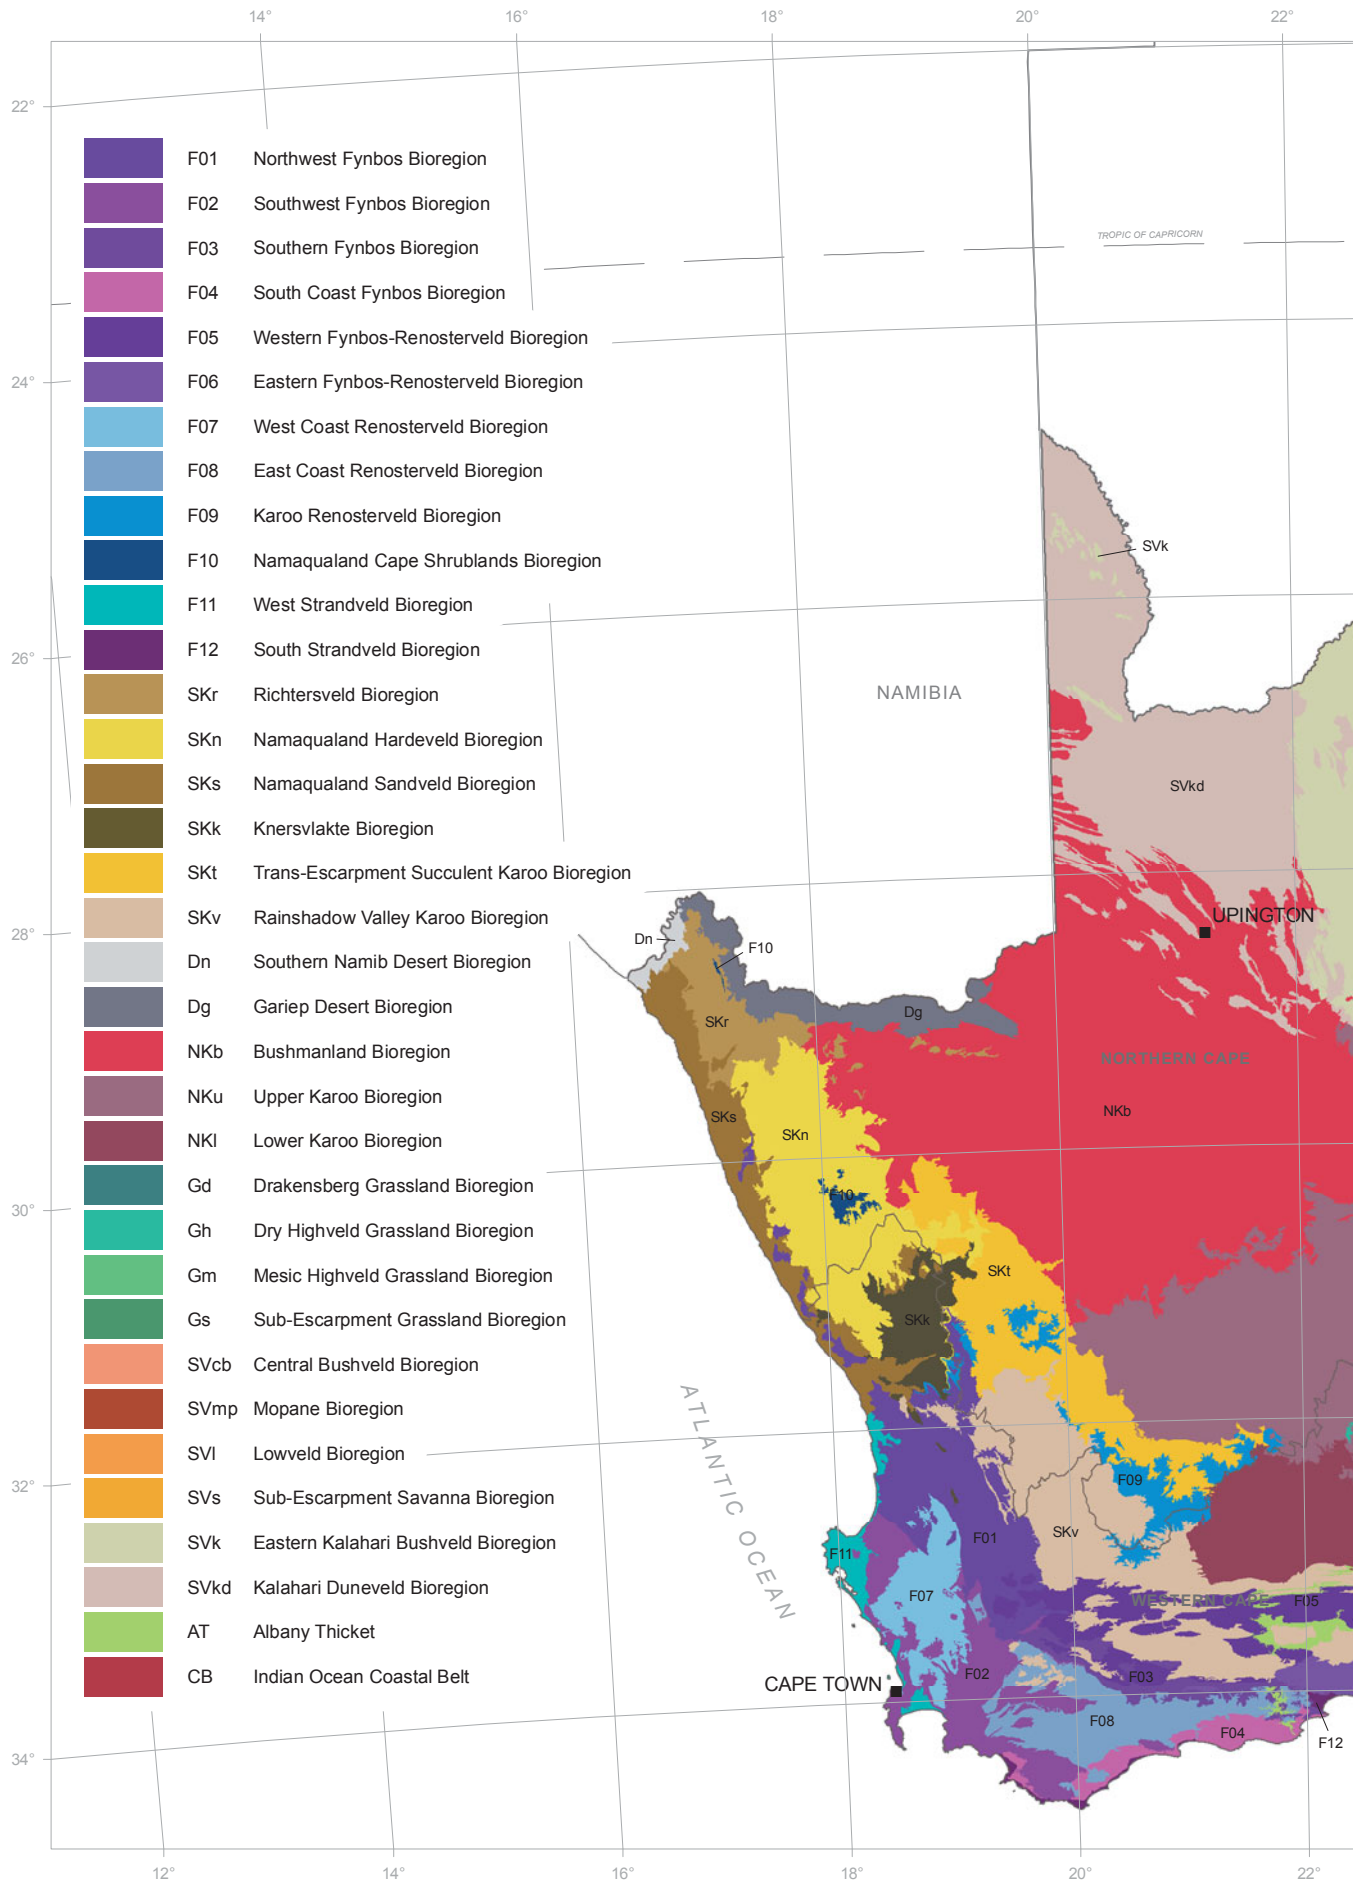 14° 16° 18° 20° 22°
22°
24°
26°
28°
30°
32°
34°
F01 Northwest Fynbos Bioregion
F02 Southwest Fynbos Bioregion
F03 Southern Fynbos Bioregion
F04 South Coast Fynbos Bioregion
F05 Western Fynbos-Renosterveld Bioregion
F06 Eastern Fynbos-Renosterveld Bioregion
F07 West Coast Renosterveld Bioregion
F08 East Coast Renosterveld Bioregion
F09 Karoo Renosterveld Bioregion
F10 Namaqualand Cape Shrublands Bioregion
F11 West Strandveld Bioregion
F12 South Strandveld Bioregion
SKr Richtersveld Bioregion
SKn Namaqualand Hardeveld Bioregion
SKs Namaqualand Sandveld Bioregion
SKk Knersvlakte Bioregion
SKt Trans-Escarpment Succulent Karoo Bioregion
SKv Rainshadow Valley Karoo Bioregion
Dn Southern Namib Desert Bioregion
Dg Gariep Desert Bioregion
NKb Bushmanland Bioregion
NKu Upper Karoo Bioregion
NKl Lower Karoo Bioregion
Gd Drakensberg Grassland Bioregion
Gh Dry Highveld Grassland Bioregion
Gm Mesic Highveld Grassland Bioregion
Gs Sub-Escarpment Grassland Bioregion
SVcb Central Bushveld Bioregion
SVmp Mopane Bioregion
SVl Lowveld Bioregion
SVs Sub-Escarpment Savanna Bioregion
SVk Eastern Kalahari Bushveld Bioregion
SVkd Kalahari Duneveld Bioregion
AT Albany Thicket
CB Indian Ocean Coastal Belt
TROPIC OF CAPRICORN
SVk
NAMIBIA
SVkd
UPINGTON
Dn
F10
Dg
SKr
NORTHERN CAPE
NKb
SKs
SKn
F10
SKt
SKk
ATLANTIC OCEAN
F09
SKv
F01
F11
F07
WESTERN CAPE
F05
F02
F03
CAPE TOWN
F08
F04
F12
12° 14° 16° 18° 20° 22°